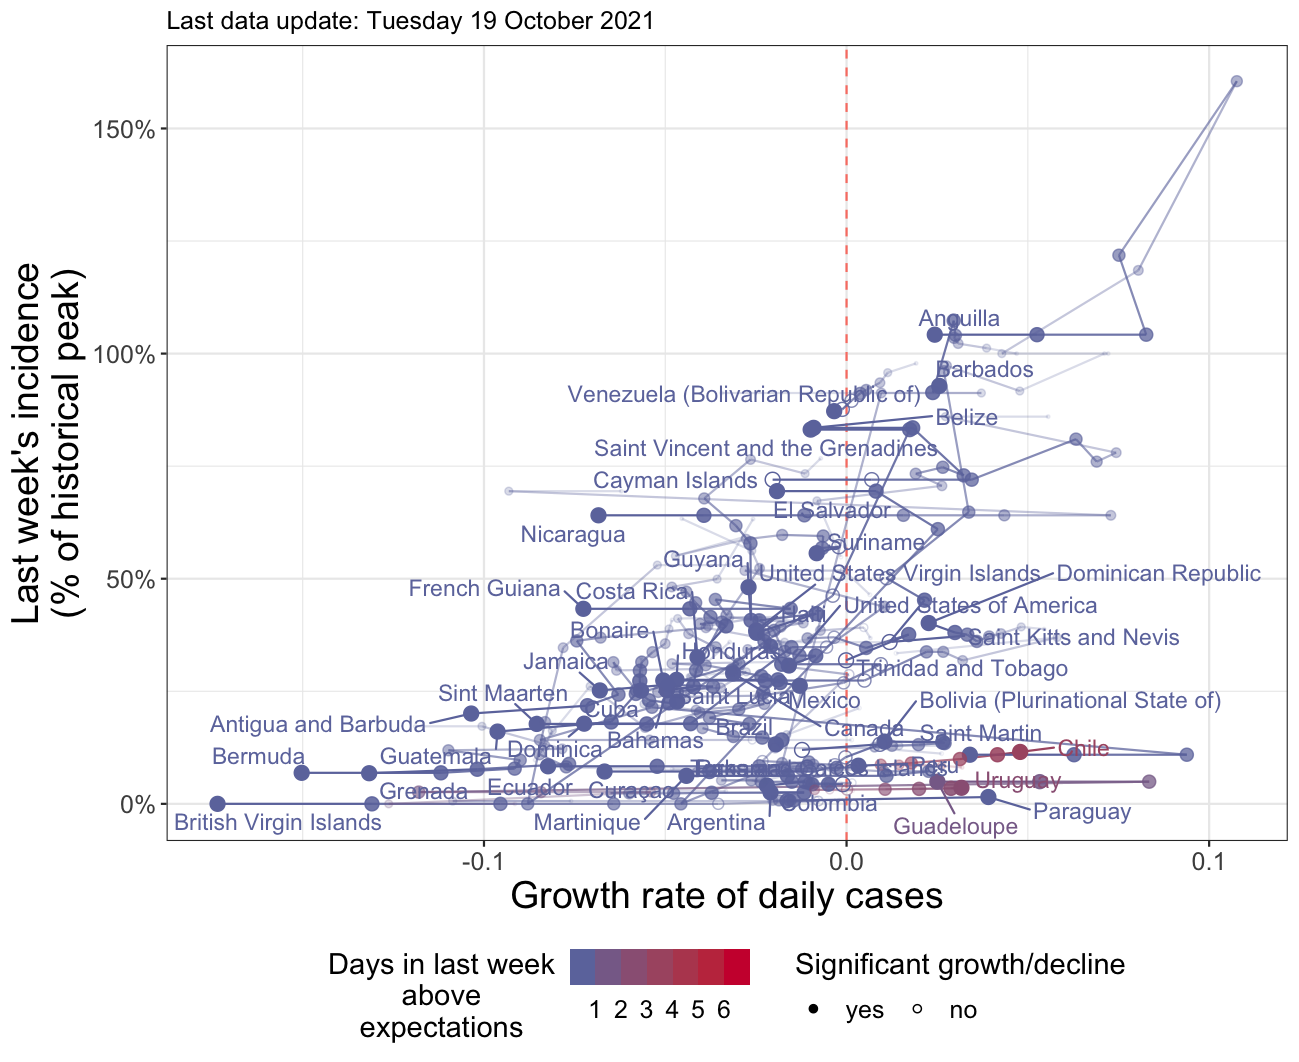 Last data update: Tuesday 19 October 2021
Last week's incidence
(% of historical peak)
150%
100%
50%
0%
Anguilla
Barbados
Venezuela (Bolivarian Republic of)
Belize
Saint Vincent and the Grenadines
Cayman Islands
El Salvador
Nicaragua
Suriname
Guyana
United States Virgin Islands
Dominican Republic
French Guiana
Costa Rica
United States of America
Haiti
Bonaire
Saint Kitts and Nevis
Honduras
Jamaica
Trinidad and Tobago
Sint Maarten
Saint Lucia
Mexico
Bolivia (Plurinational State of)
Cuba
Antigua and Barbuda
Brazil
Canada
Saint Martin
Bahamas
Dominica
Chile
Bermuda
Guatemala
Islands
Peru
Uruguay
Grenada
Ecuador
Curaçao
Colombia
Paraguay
British Virgin Islands
Martinique
Argentina
Guadeloupe
-0.1
0.0
0.1
Growth rate of daily cases
Days in last week
above
expectations
1 2 3 4 5 6
Significant growth/decline
yes
no